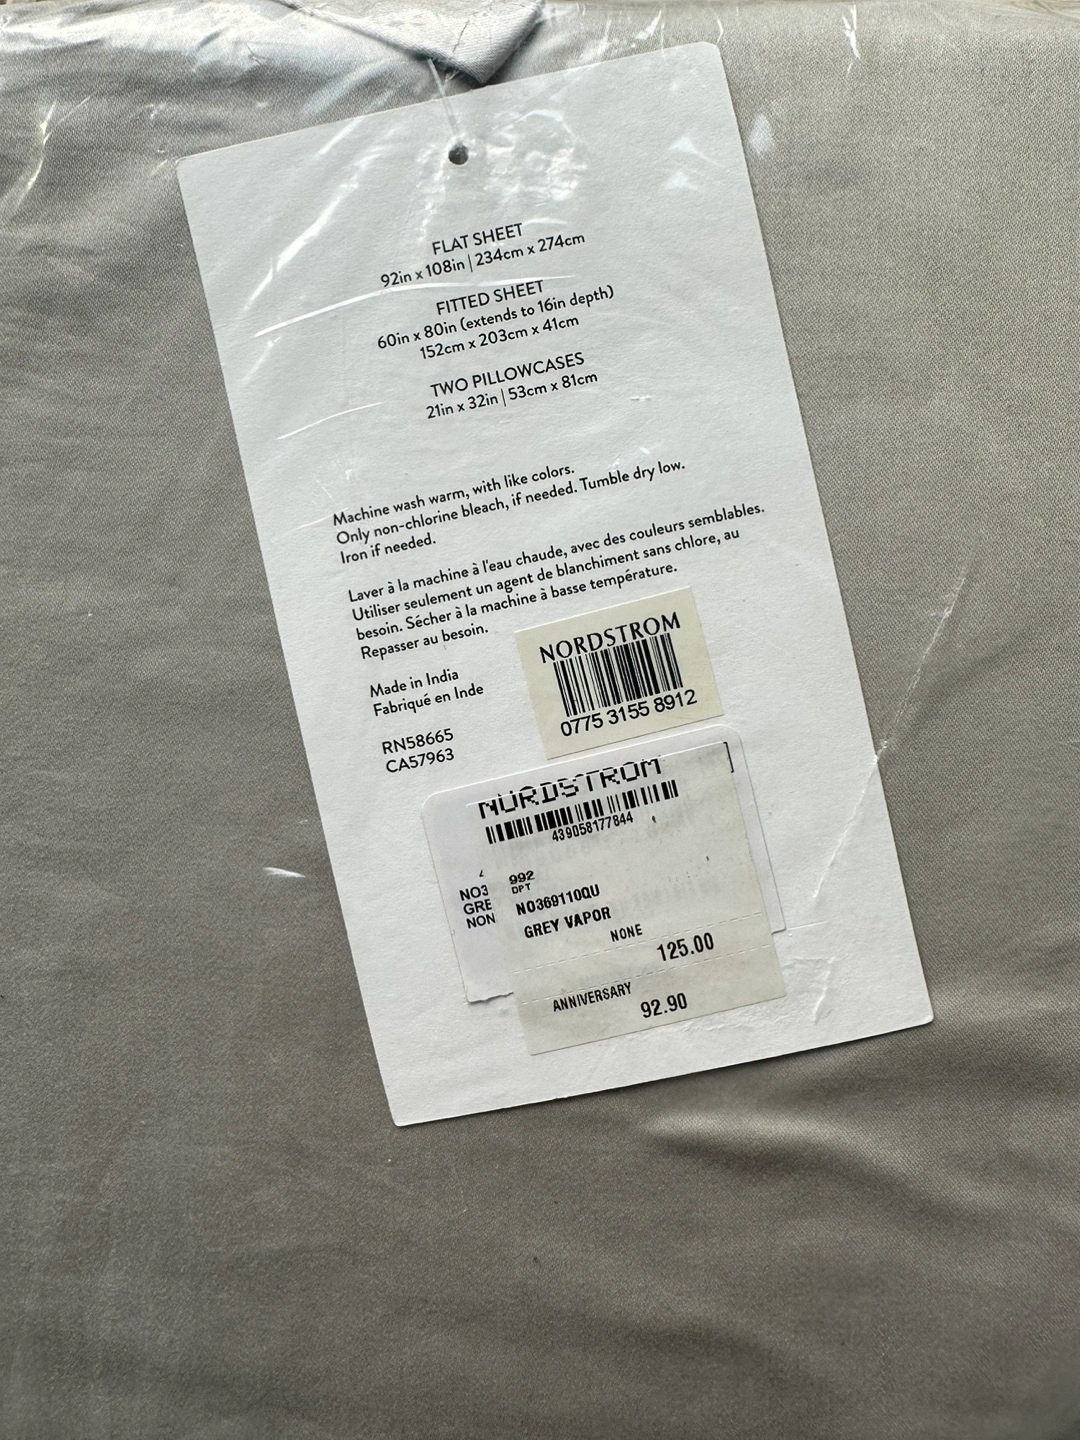 FLAT SHEET
92in x 108in | 234cm x 274cm
FITTED SHEET
60in x 80in (extends to 16in depth)
152cm x 203cm x 41cm
TWO PILLOWCASES
21in x 32in | 53cm x 81cm
Machine wash warm, with like colors.
Only non-chlorine bleach, if needed. Tumble dry low.
Iron if needed.
Laver à la machine à l'eau chaude, avec des couleurs semblables.
Utiliser seulement un agent de blanchiment sans chlore, au
besoin. Sécher à la machine à basse température.
Repasser au besoin.
Made in India
Fabriqué en Inde
RN58665
CA57963
NORDSTROM
0775 3155 8912
NORDSTROM
439058177844
NO3
GRE
NON
992
DPT
NO369110QU
GREY VAPOR
NONE
125.00
ANNIVERSARY
92.90